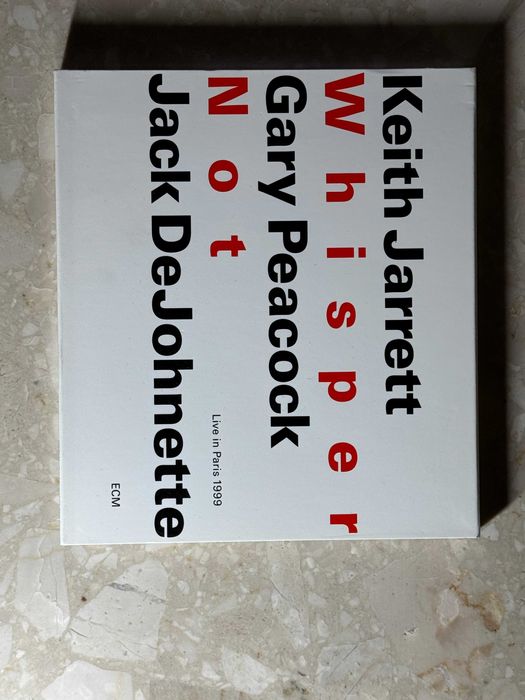 Keith Jarrett
Whisper
Gary Peacock
Not
Live in Paris 1999
Jack DeJohnette
ECM